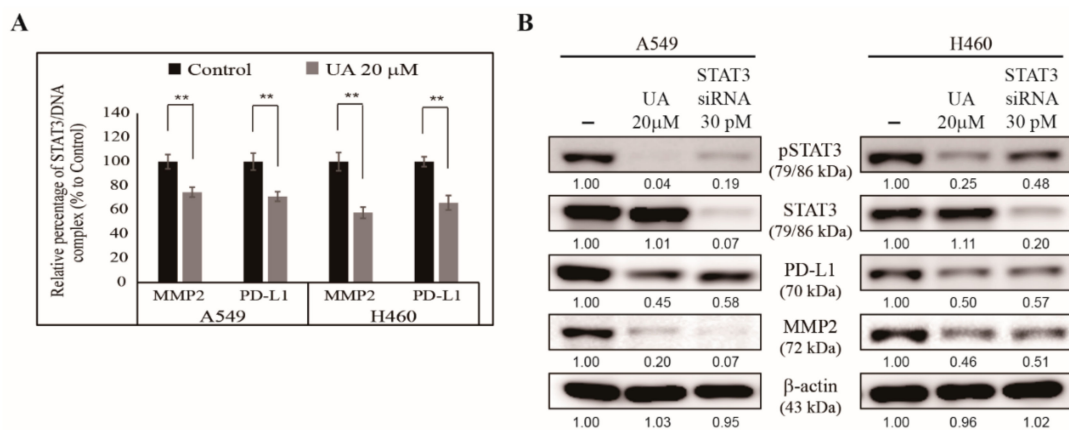 A
Control
UA 20 µM
Relative percentage of STAT3/DNA
complex (% to Control)
140
120
100
80
60
40
20
0
** ** ** **
MMP2 PD-L1 MMP2 PD-L1
A549 H460
B
A549 H460
– UA 20µM STAT3 siRNA 30 pM – UA 20µM STAT3 siRNA 30 pM
pSTAT3
(79/86 kDa)
1.00 0.04 0.19 1.00 0.25 0.48
STAT3
(79/86 kDa)
1.00 1.01 0.07 1.00 1.11 0.20
PD-L1
(70 kDa)
1.00 0.45 0.58 1.00 0.50 0.57
MMP2
(72 kDa)
1.00 0.20 0.07 1.00 0.46 0.51
β-actin
(43 kDa)
1.00 1.03 0.95 1.00 0.96 1.02